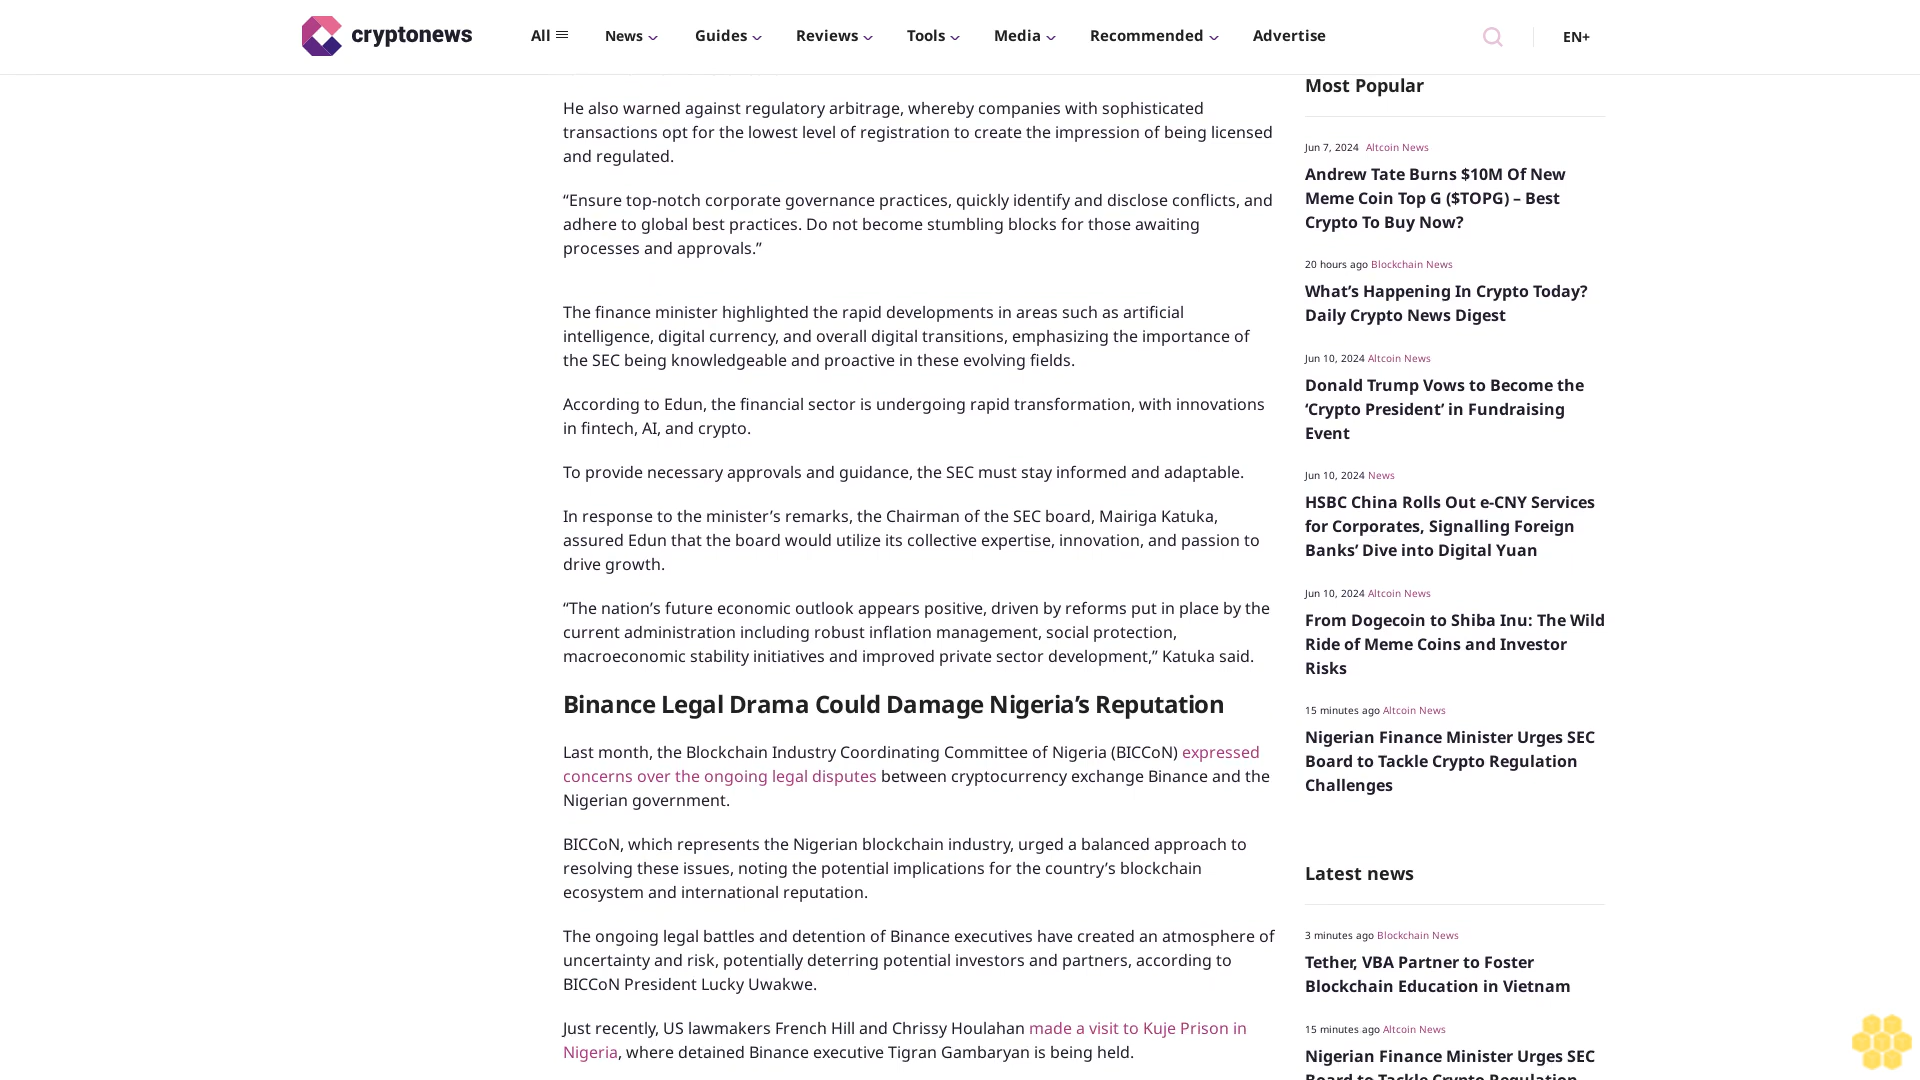 cryptonews
All
News
Guides
Reviews
Tools
Media
Recommended
Advertise
EN+
He also warned against regulatory arbitrage, whereby companies with sophisticated
transactions opt for the lowest level of registration to create the impression of being licensed
and regulated.
“Ensure top-notch corporate governance practices, quickly identify and disclose conflicts, and
adhere to global best practices. Do not become stumbling blocks for those awaiting
processes and approvals.”
The finance minister highlighted the rapid developments in areas such as artificial
intelligence, digital currency, and overall digital transitions, emphasizing the importance of
the SEC being knowledgeable and proactive in these evolving fields.
According to Edun, the financial sector is undergoing rapid transformation, with innovations
in fintech, AI, and crypto.
To provide necessary approvals and guidance, the SEC must stay informed and adaptable.
In response to the minister’s remarks, the Chairman of the SEC board, Mairiga Katuka,
assured Edun that the board would utilize its collective expertise, innovation, and passion to
drive growth.
“The nation’s future economic outlook appears positive, driven by reforms put in place by the
current administration including robust inflation management, social protection,
macroeconomic stability initiatives and improved private sector development,” Katuka said.
Binance Legal Drama Could Damage Nigeria’s Reputation
Last month, the Blockchain Industry Coordinating Committee of Nigeria (BICCoN) expressed
concerns over the ongoing legal disputes between cryptocurrency exchange Binance and the
Nigerian government.
BICCoN, which represents the Nigerian blockchain industry, urged a balanced approach to
resolving these issues, noting the potential implications for the country’s blockchain
ecosystem and international reputation.
The ongoing legal battles and detention of Binance executives have created an atmosphere of
uncertainty and risk, potentially deterring potential investors and partners, according to
BICCoN President Lucky Uwakwe.
Just recently, US lawmakers French Hill and Chrissy Houlahan made a visit to Kuje Prison in
Nigeria, where detained Binance executive Tigran Gambaryan is being held.
Most Popular
Jun 7, 2024 Altcoin News
Andrew Tate Burns $10M Of New
Meme Coin Top G ($TOPG) – Best
Crypto To Buy Now?
20 hours ago Blockchain News
What’s Happening In Crypto Today?
Daily Crypto News Digest
Jun 10, 2024 Altcoin News
Donald Trump Vows to Become the
‘Crypto President’ in Fundraising
Event
Jun 10, 2024 News
HSBC China Rolls Out e-CNY Services
for Corporates, Signalling Foreign
Banks’ Dive into Digital Yuan
Jun 10, 2024 Altcoin News
From Dogecoin to Shiba Inu: The Wild
Ride of Meme Coins and Investor
Risks
15 minutes ago Altcoin News
Nigerian Finance Minister Urges SEC
Board to Tackle Crypto Regulation
Challenges
Latest news
3 minutes ago Blockchain News
Tether, VBA Partner to Foster
Blockchain Education in Vietnam
15 minutes ago Altcoin News
Nigerian Finance Minister Urges SEC
Board to Tackle Crypto Regulation